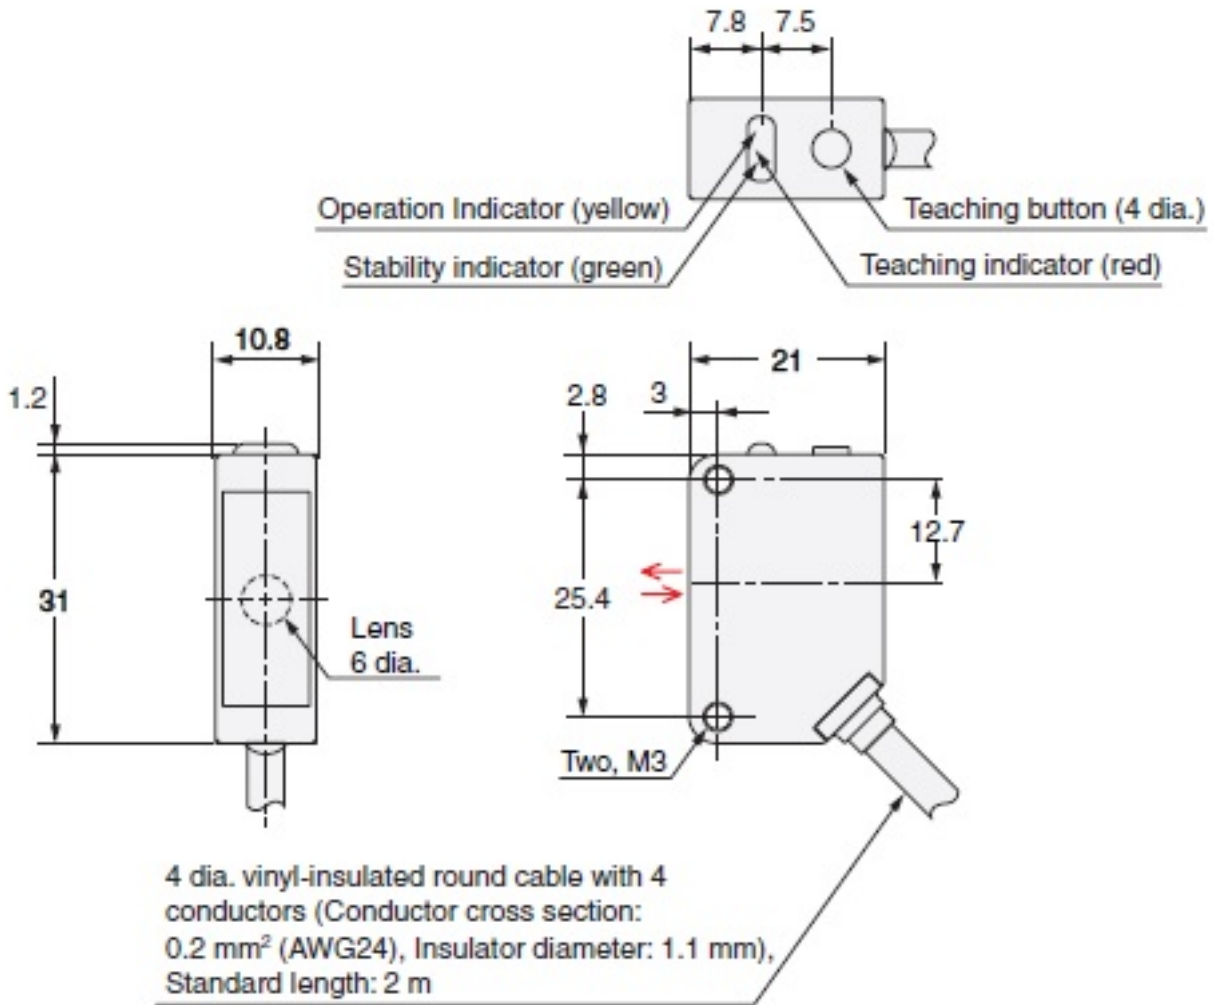 7.8 7.5
Operation Indicator (yellow)
Teaching button (4 dia.)
Stability indicator (green)
Teaching indicator (red)
10.8
21
1.2
2.8
3
12.7
31
25.4
Lens
6 dia.
Two, M3
4 dia. vinyl-insulated round cable with 4
conductors (Conductor cross section:
0.2 mm² (AWG24), Insulator diameter: 1.1 mm),
Standard length: 2 m